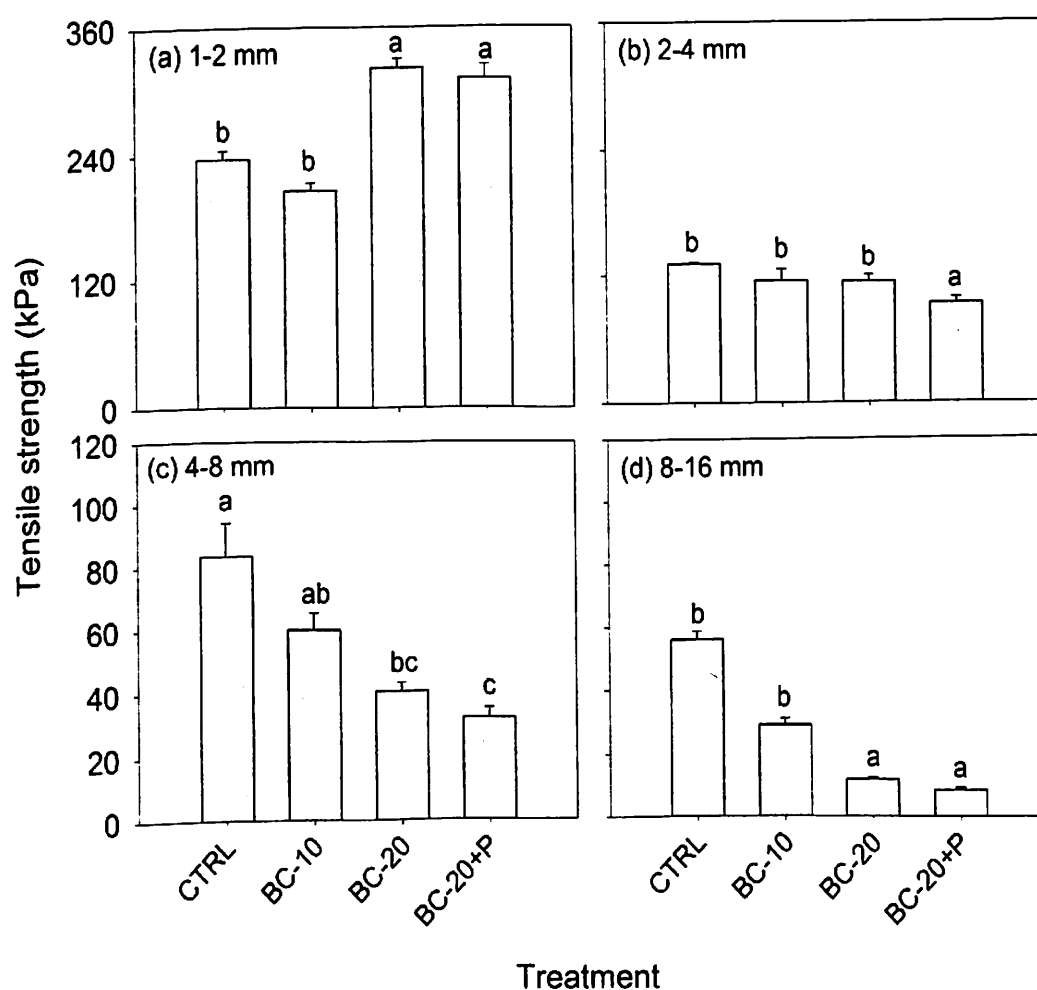 Tensile strength (kPa)
360
240
120
0
(a) 1-2 mm
b
b
a
a
(b) 2-4 mm
b
b
b
a
120
100
80
60
40
20
0
(c) 4-8 mm
a
ab
bc
c
(d) 8-16 mm
b
b
a
a
CTRL
BC-10
BC-20
BC-20+P
CTRL
BC-10
BC-20
BC-20+P
Treatment